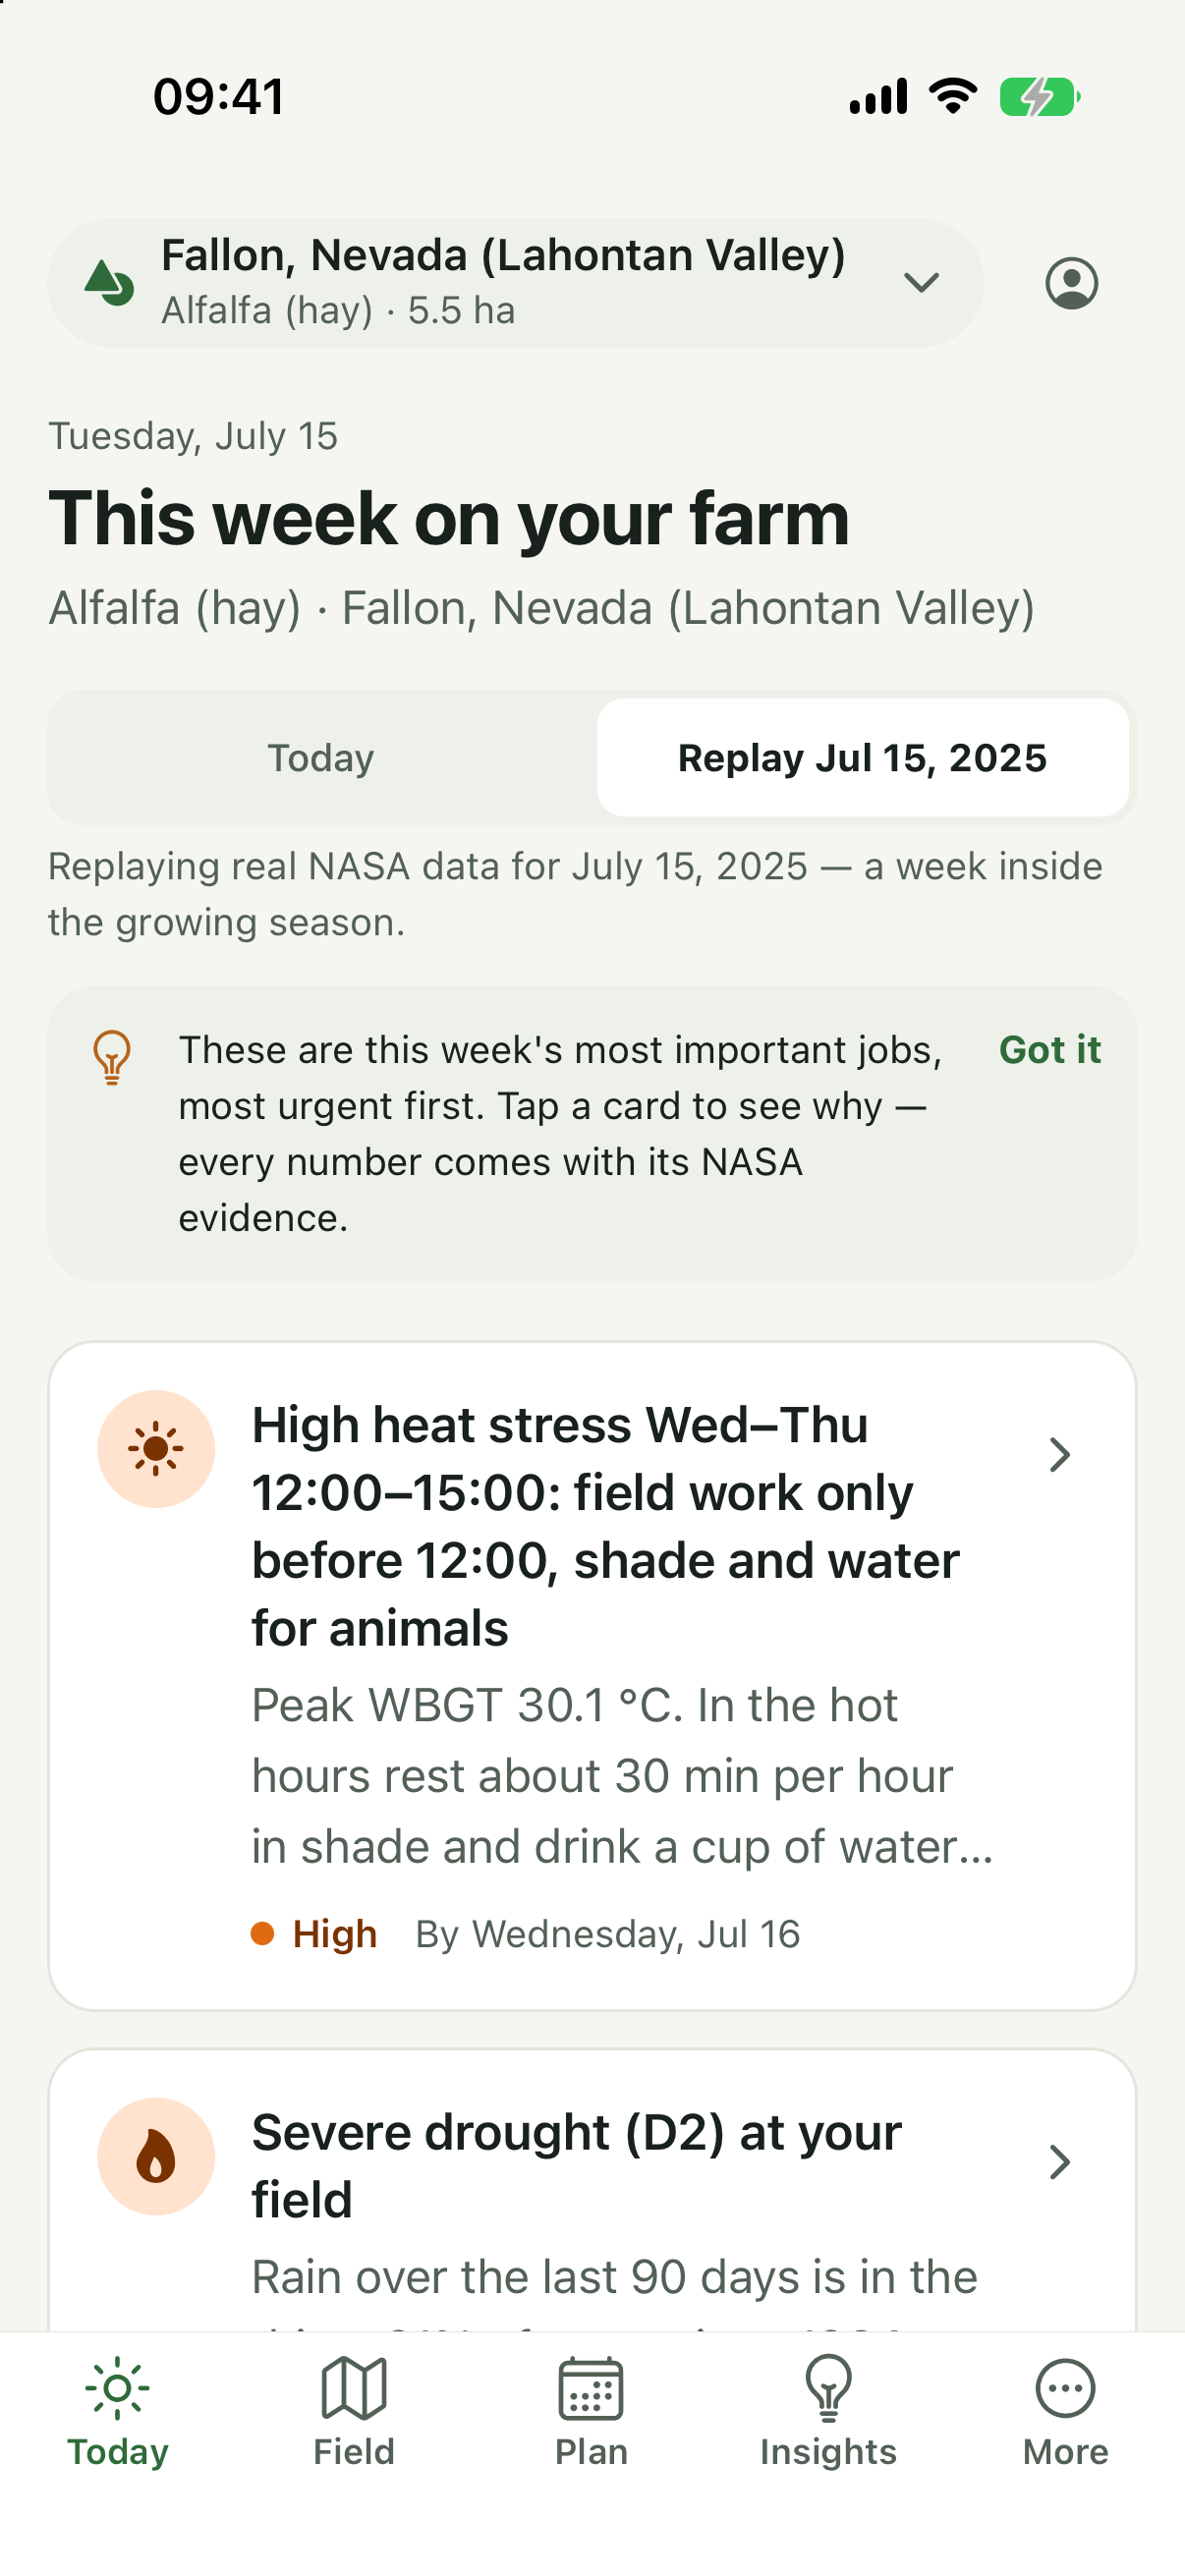 09:41
Fallon, Nevada (Lahontan Valley)
Alfalfa (hay) · 5.5 ha
Tuesday, July 15
This week on your farm
Alfalfa (hay) · Fallon, Nevada (Lahontan Valley)
Today
Replay Jul 15, 2025
Replaying real NASA data for July 15, 2025 — a week inside
the growing season.
These are this week's most important jobs,
most urgent first. Tap a card to see why —
every number comes with its NASA
evidence.
Got it
High heat stress Wed–Thu
12:00–15:00: field work only
before 12:00, shade and water
for animals
Peak WBGT 30.1 °C. In the hot
hours rest about 30 min per hour
in shade and drink a cup of water…
High
By Wednesday, Jul 16
Severe drought (D2) at your
field
Rain over the last 90 days is in the
Today
Field
Plan
Insights
More